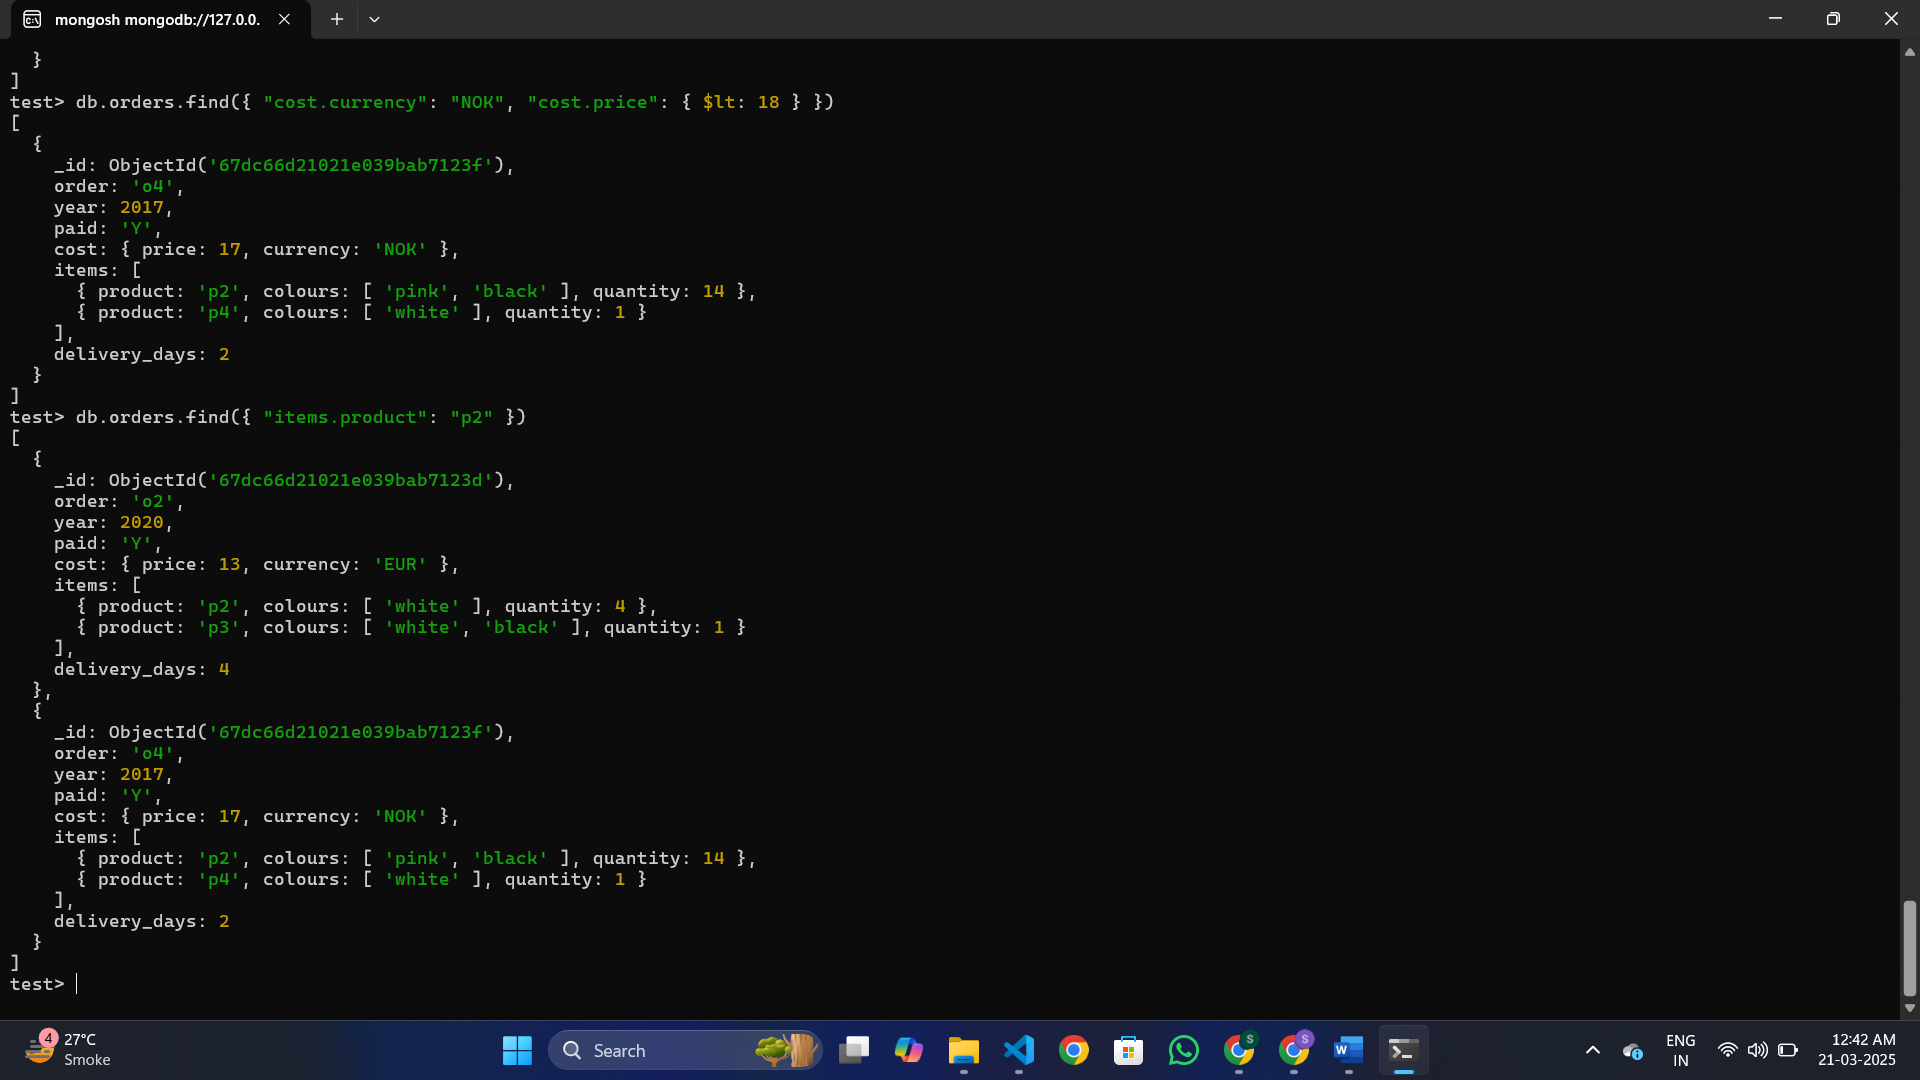 mongosh mongodb://127.0.0.
  }
]
test> db.orders.find({ "cost.currency": "NOK", "cost.price": { $lt: 18 } })
[
  {
    _id: ObjectId('67dc66d21021e039bab7123f'),
    order: 'o4',
    year: 2017,
    paid: 'Y',
    cost: { price: 17, currency: 'NOK' },
    items: [
      { product: 'p2', colours: [ 'pink', 'black' ], quantity: 14 },
      { product: 'p4', colours: [ 'white' ], quantity: 1 }
    ],
    delivery_days: 2
  }
]
test> db.orders.find({ "items.product": "p2" })
[
  {
    _id: ObjectId('67dc66d21021e039bab7123d'),
    order: 'o2',
    year: 2020,
    paid: 'Y',
    cost: { price: 13, currency: 'EUR' },
    items: [
      { product: 'p2', colours: [ 'white' ], quantity: 4 },
      { product: 'p3', colours: [ 'white', 'black' ], quantity: 1 }
    ],
    delivery_days: 4
  },
  {
    _id: ObjectId('67dc66d21021e039bab7123f'),
    order: 'o4',
    year: 2017,
    paid: 'Y',
    cost: { price: 17, currency: 'NOK' },
    items: [
      { product: 'p2', colours: [ 'pink', 'black' ], quantity: 14 },
      { product: 'p4', colours: [ 'white' ], quantity: 1 }
    ],
    delivery_days: 2
  }
]
test>
4
27°C
Smoke
Search
S
S
W
ENG
IN
12:42 AM
21-03-2025